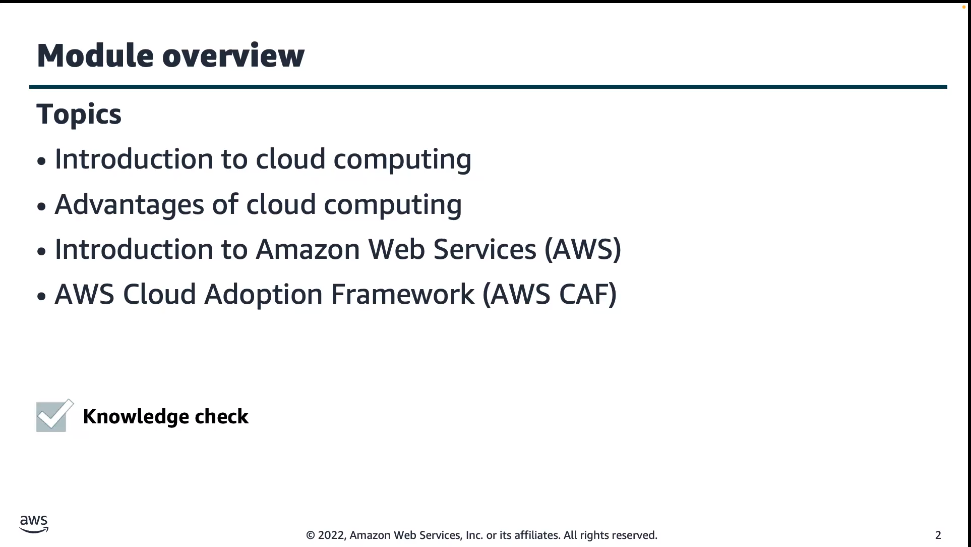 Module overview
Topics
• Introduction to cloud computing
• Advantages of cloud computing
• Introduction to Amazon Web Services (AWS)
• AWS Cloud Adoption Framework (AWS CAF)
Knowledge check
aws
© 2022, Amazon Web Services, Inc. or its affiliates. All rights reserved.
2